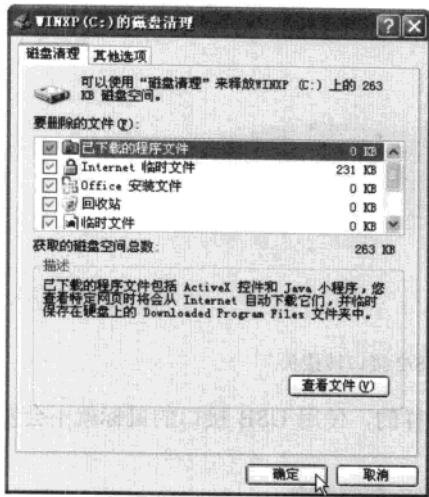 WINXP (C:)的磁盘清理
磁盘清理 其他选项
可以使用“磁盘清理”来释放WINXP (C:) 上的 263
KB 磁盘空间。
要删除的文件(F):
已下载的程序文件 0 KB
Internet 临时文件 231 KB
Office 安装文件 0 KB
回收站 0 KB
临时文件 0 KB
获取的磁盘空间总数: 263 KB
描述
已下载的程序文件包括 ActiveX 控件和 Java 小程序，您
查看特定网页时将会从 Internet 自动下载它们，并临时
保存在硬盘上的 Downloaded Program Files 文件夹中。
查看文件(V)
确定 取消